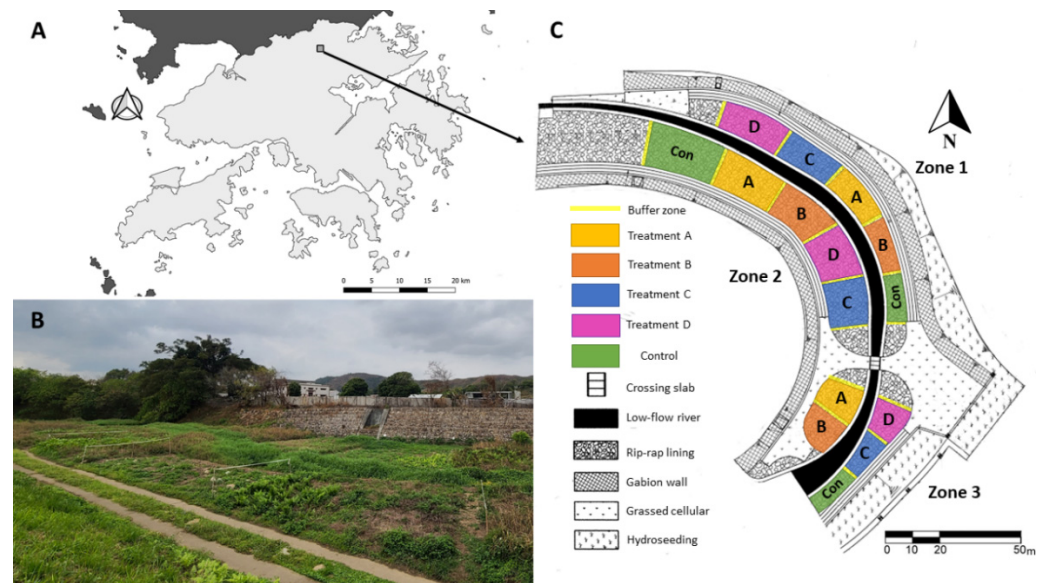 A
0 5 10 15 20 km
B
C
N
Zone 1
Zone 2
Zone 3
D
C
A
B
Con
Con
A
B
D
C
A
B
D
C
Con
Buffer zone
Treatment A
Treatment B
Treatment C
Treatment D
Control
Crossing slab
Low-flow river
Rip-rap lining
Gabion wall
Grassed cellular
Hydroseeding
0 10 20 50m